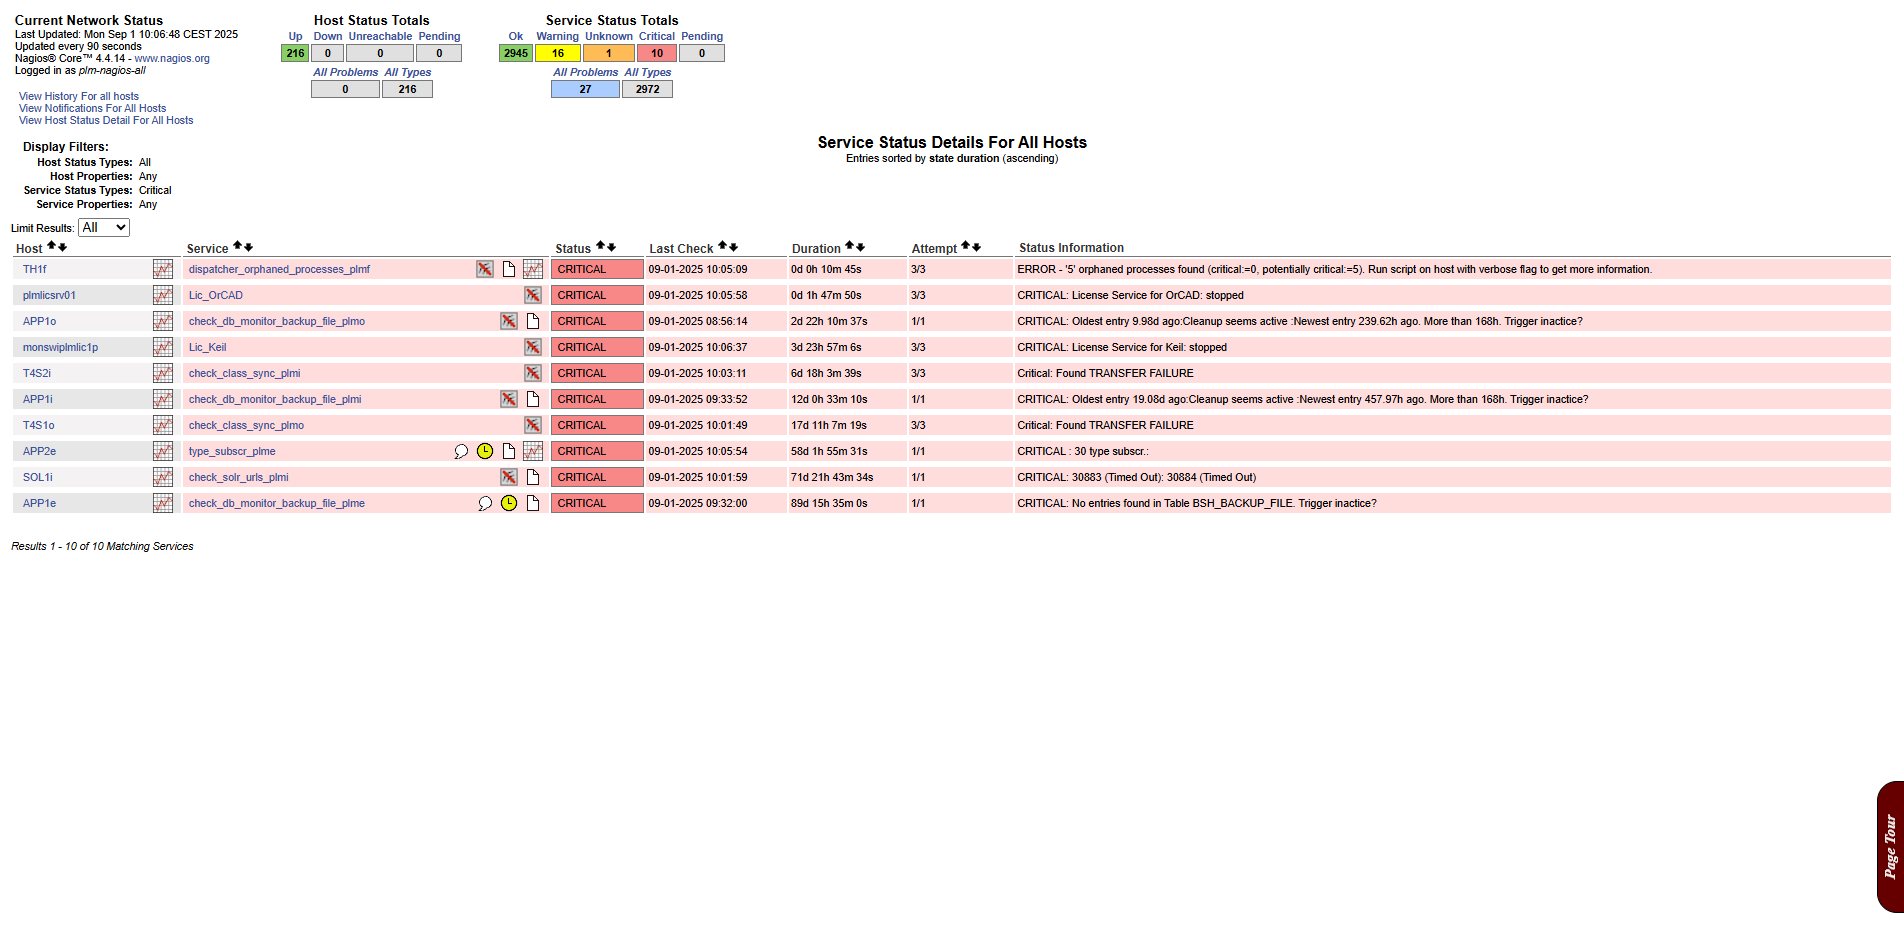 Current Network Status
Last Updated: Mon Sep 1 10:06:48 CEST 2025
Updated every 90 seconds
Nagios® Core™ 4.4.14 - www.nagios.org
Logged in as plm-nagios-all
View History For all hosts
View Notifications For All Hosts
View Host Status Detail For All Hosts
Host Status Totals
Up Down Unreachable Pending
216 0 0 0
All Problems All Types
0 216
Service Status Totals
Ok Warning Unknown Critical Pending
2945 16 1 10 0
All Problems All Types
27 2972
Display Filters:
Host Status Types: All
Host Properties: Any
Service Status Types: Critical
Service Properties: Any
Service Status Details For All Hosts
Entries sorted by state duration (ascending)
Limit Results: All
Host Service Status Last Check Duration Attempt Status Information
TH1f dispatcher_orphaned_processes_plmf CRITICAL 09-01-2025 10:05:09 0d 0h 10m 45s 3/3 ERROR - '5' orphaned processes found (critical:=0, potentially critical:=5). Run script on host with verbose flag to get more information.
plmlicsrv01 Lic_OrCAD CRITICAL 09-01-2025 10:05:58 0d 1h 47m 50s 3/3 CRITICAL: License Service for OrCAD: stopped
APP1o check_db_monitor_backup_file_plmo CRITICAL 09-01-2025 08:56:14 2d 22h 10m 37s 1/1 CRITICAL: Oldest entry 9.98d ago:Cleanup seems active :Newest entry 239.62h ago. More than 168h. Trigger inactice?
monswiplmlic1p Lic_Keil CRITICAL 09-01-2025 10:06:37 3d 23h 57m 6s 3/3 CRITICAL: License Service for Keil: stopped
T4S2i check_class_sync_plmi CRITICAL 09-01-2025 10:03:11 6d 18h 3m 39s 3/3 Critical: Found TRANSFER FAILURE
APP1i check_db_monitor_backup_file_plmi CRITICAL 09-01-2025 09:33:52 12d 0h 33m 10s 1/1 CRITICAL: Oldest entry 19.08d ago:Cleanup seems active :Newest entry 457.97h ago. More than 168h. Trigger inactice?
T4S1o check_class_sync_plmo CRITICAL 09-01-2025 10:01:49 17d 11h 7m 19s 3/3 Critical: Found TRANSFER FAILURE
APP2e type_subscr_plme CRITICAL 09-01-2025 10:05:54 58d 1h 55m 31s 1/1 CRITICAL : 30 type subscr.:
SOL1i check_solr_urls_plmi CRITICAL 09-01-2025 10:01:59 71d 21h 43m 34s 1/1 CRITICAL: 30883 (Timed Out): 30884 (Timed Out)
APP1e check_db_monitor_backup_file_plme CRITICAL 09-01-2025 09:32:00 89d 15h 35m 0s 1/1 CRITICAL: No entries found in Table BSH_BACKUP_FILE. Trigger inactice?
Results 1 - 10 of 10 Matching Services
Page Tour